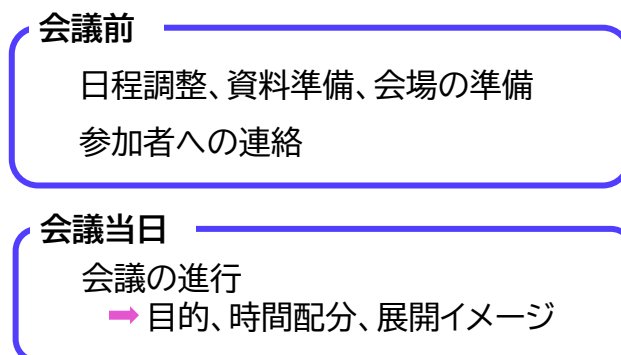 会議前
日程調整、資料準備、会場の準備
参加者への連絡
会議当日
会議の進行
➡目的、時間配分、展開イメージ